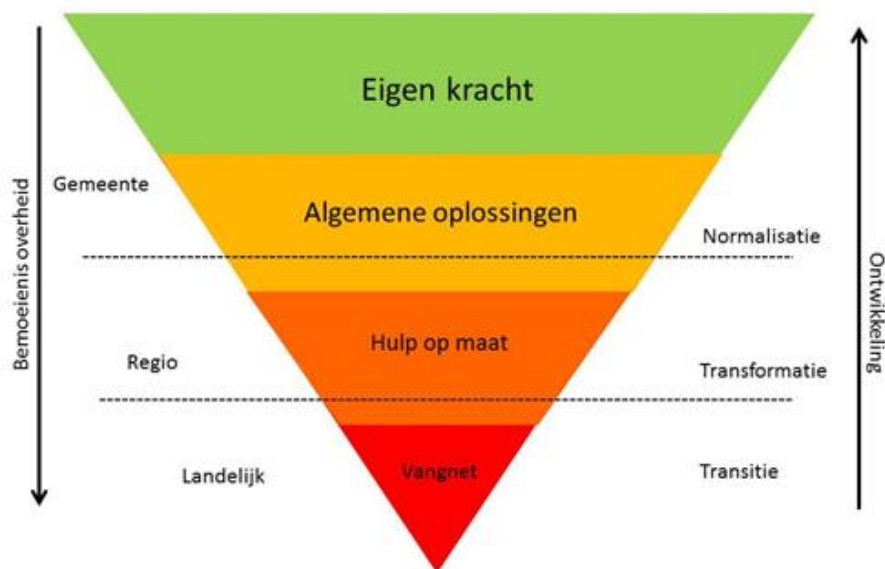 Eigen kracht
Gemeente
Algemene oplossingen
Normalisatie
Bemoeienis overheid
Ontwikkeling
Hulp op maat
Regio
Transformatie
Landelijk
Vangnet
Transitie